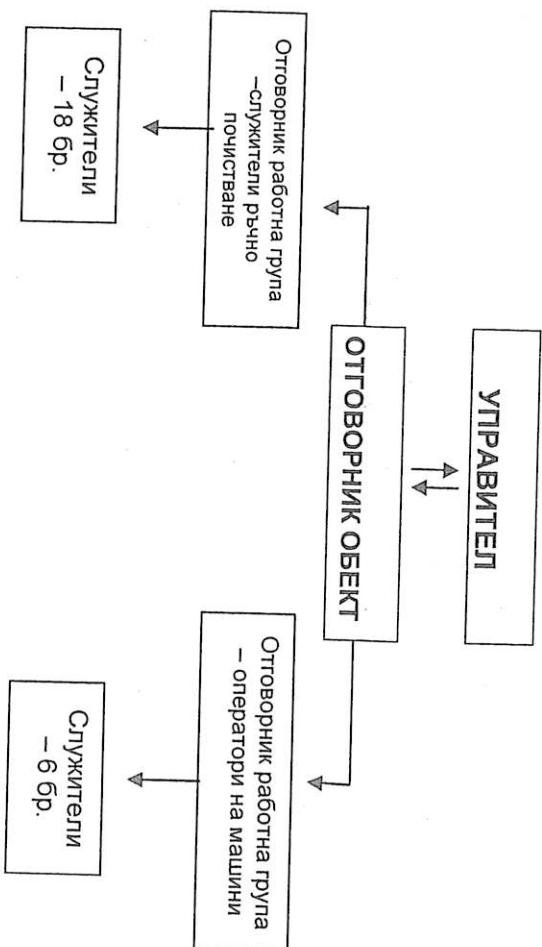 УПРАВИТЕЛ
ОТГОВОРНИК ОБЕКТ
Отговорник работна група
–служители ръчно
почистване
Отговорник работна група
– оператори на машини
Служители
– 18 бр.
Служители
– 6 бр.